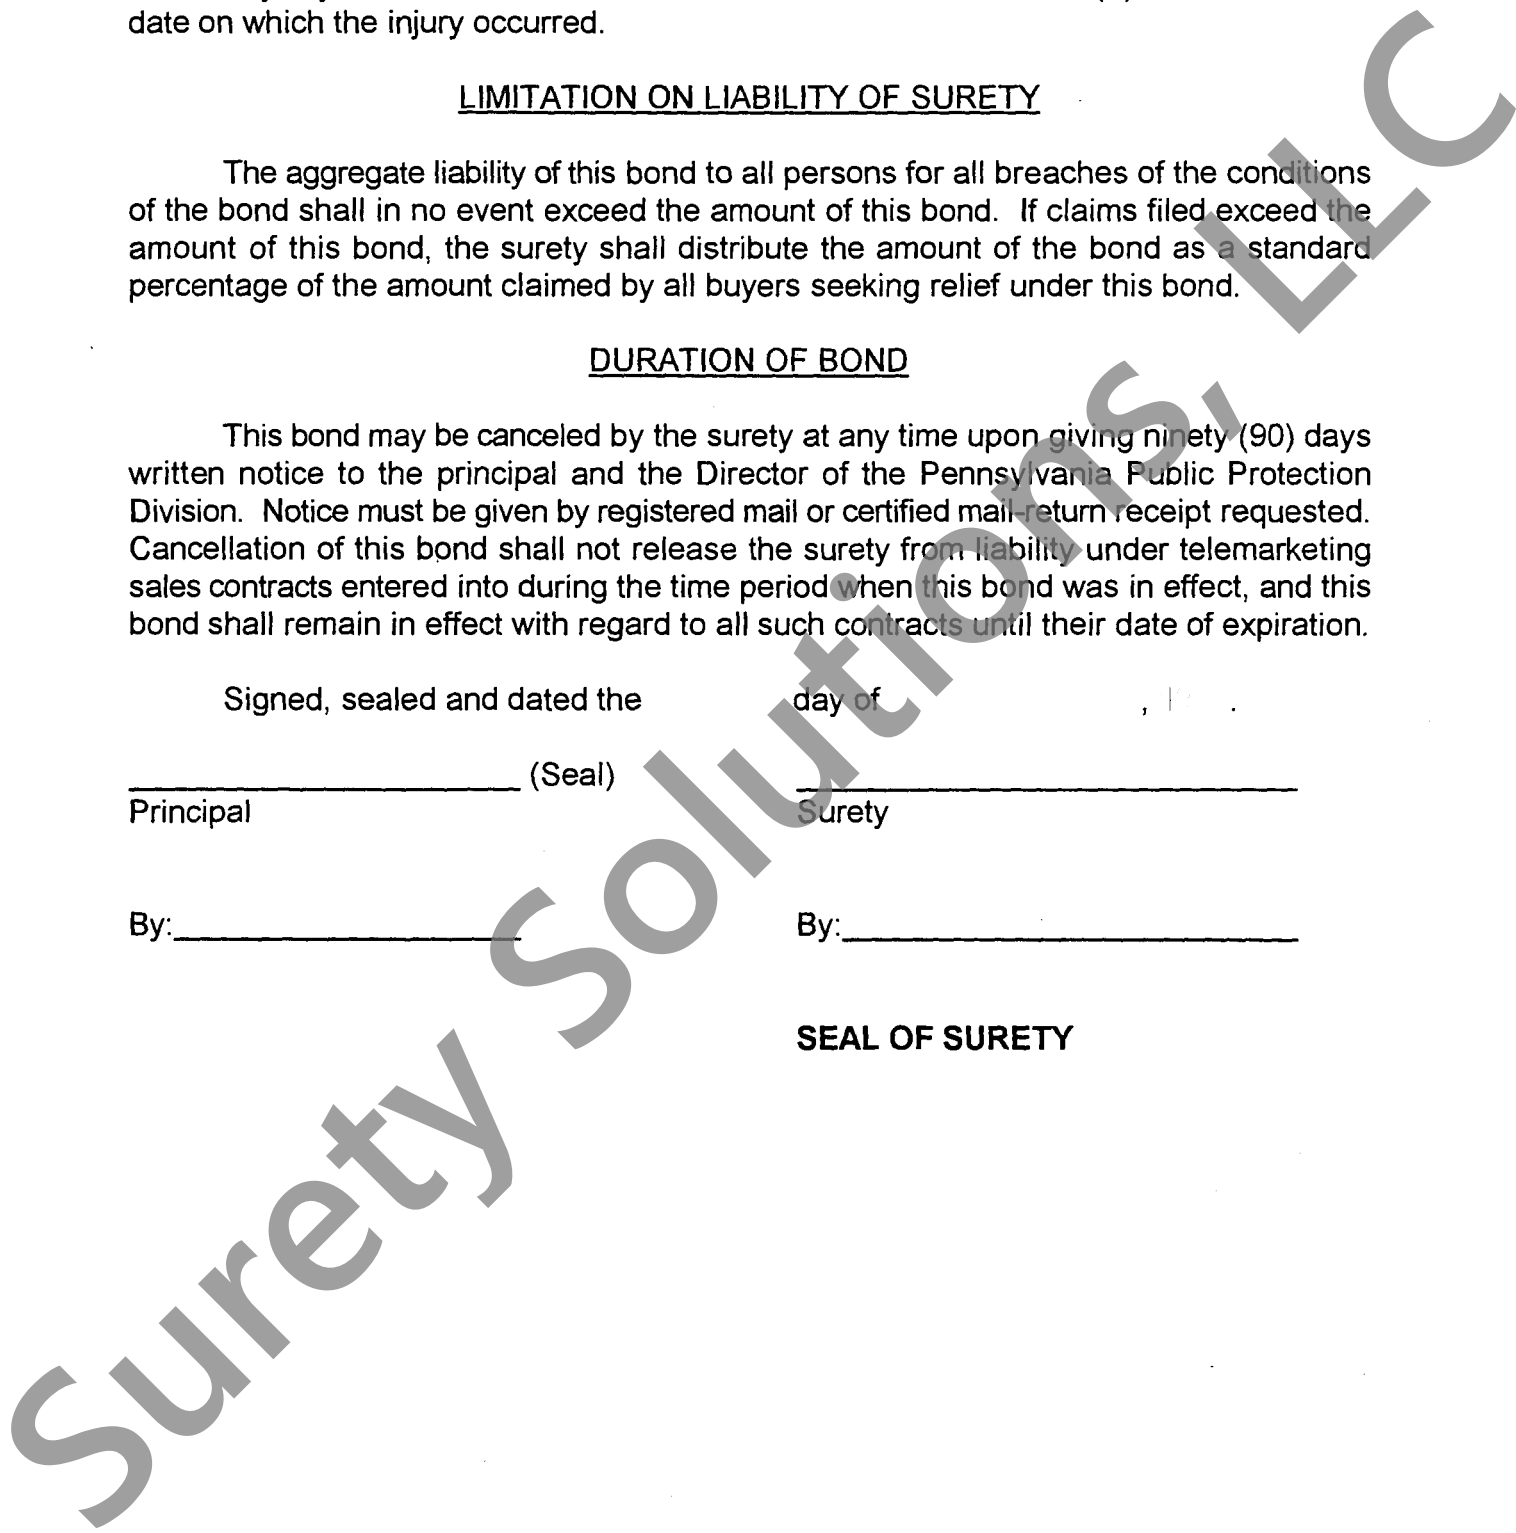 date on which the injury occurred.
LIMITATION ON LIABILITY OF SURETY
The aggregate liability of this bond to all persons for all breaches of the conditions
of the bond shall in no event exceed the amount of this bond. If claims filed exceed the
amount of this bond, the surety shall distribute the amount of the bond as a standard
percentage of the amount claimed by all buyers seeking relief under this bond.
DURATION OF BOND
This bond may be canceled by the surety at any time upon giving ninety (90) days
written notice to the principal and the Director of the Pennsylvania Public Protection
Division. Notice must be given by registered mail or certified mail-return receipt requested.
Cancellation of this bond shall not release the surety from liability under telemarketing
sales contracts entered into during the time period when this bond was in effect, and this
bond shall remain in effect with regard to all such contracts until their date of expiration.
Signed, sealed and dated the day of , .
(Seal)
Principal Surety
By: By:
SEAL OF SURETY
Surety Solutions, LLC